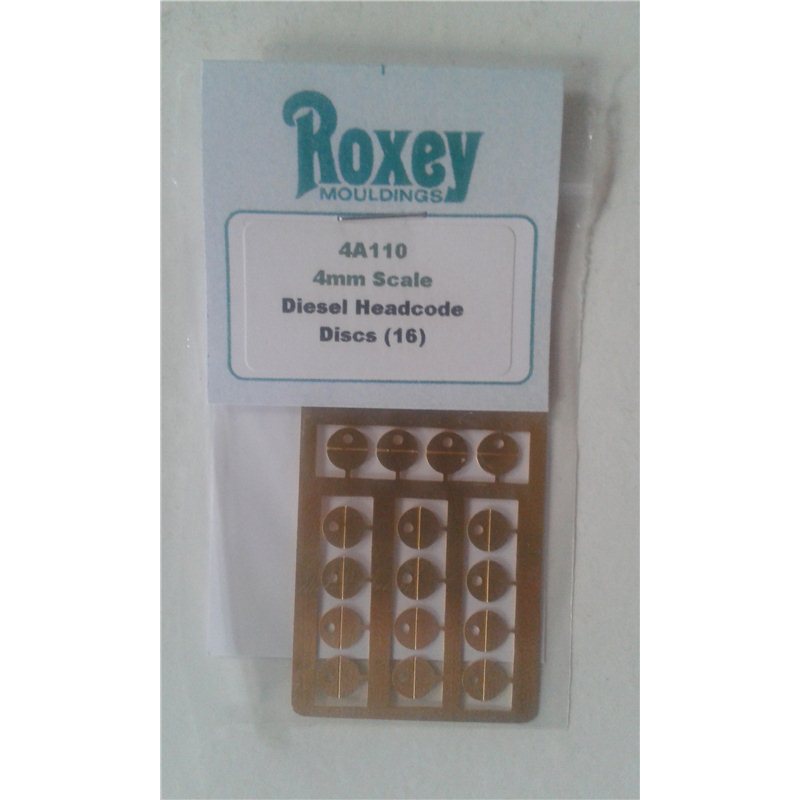 Roxey
MOULDINGS
4A110
4mm Scale
Diesel Headcode
Discs (16)